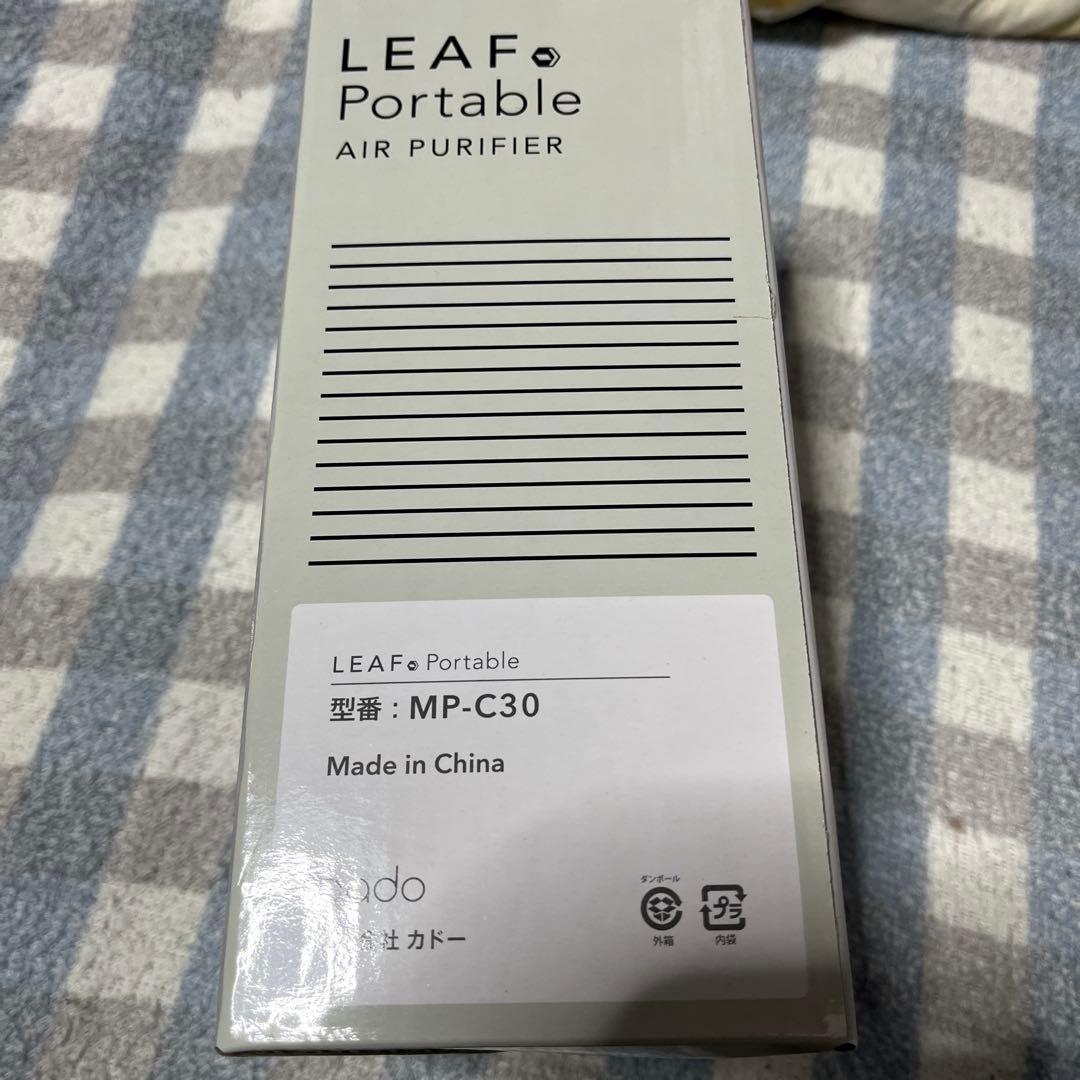 LEAF
Portable
AIR PURIFIER
LEAF Portable
型番 : MP-C30
Made in China
カドー
ダンボール
外箱
プラ
内袋